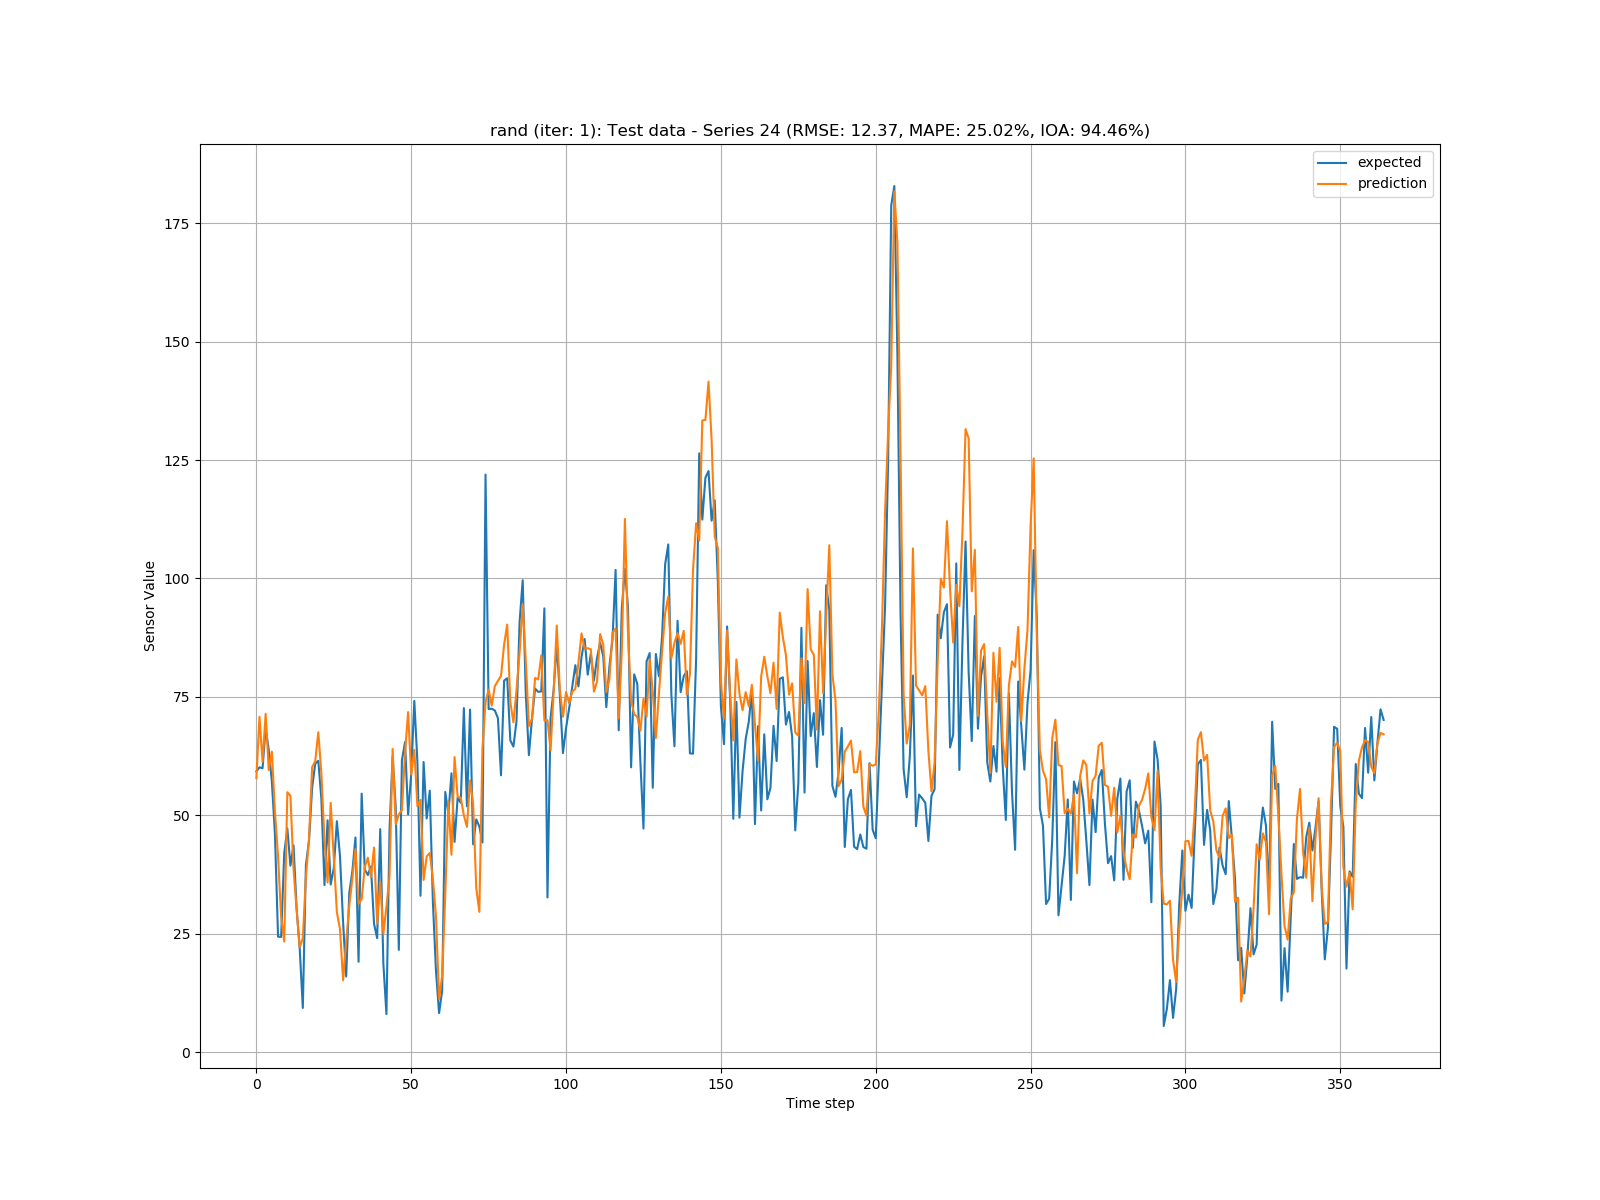 rand (iter: 1): Test data - Series 24 (RMSE: 12.37, MAPE: 25.02%, IOA: 94.46%)
expected
prediction
175
150
125
100
75
50
25
0
Sensor Value
0 50 100 150 200 250 300 350
Time step